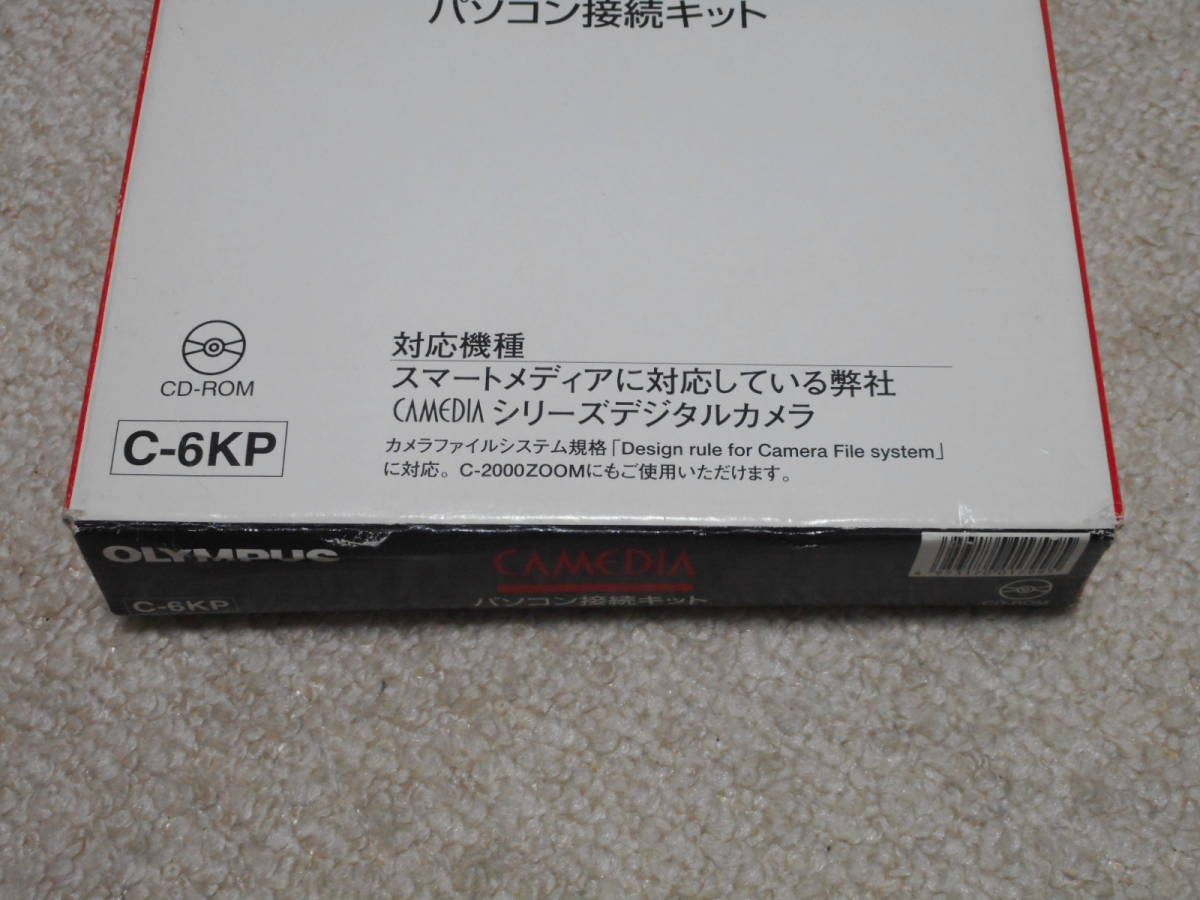 パソコン接続キット
CD-ROM
C-6KP
対応機種
スマートメディアに対応している弊社
CAMEDIA シリーズデジタルカメラ
カメラファイルシステム規格「Design rule for Camera File system」
に対応。C-2000ZOOMにもご使用いただけます。
OLYMPUS
CAMEDIA
C-6KP
パソコン接続キット
CD-ROM